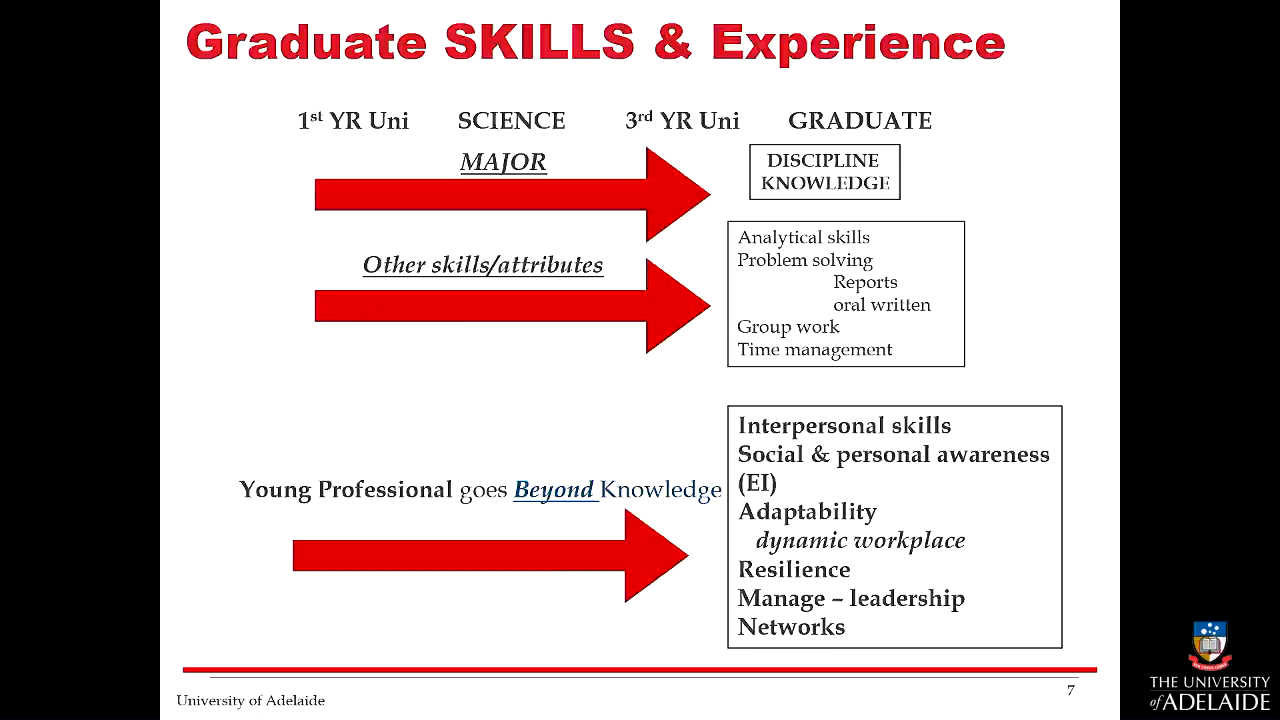 Graduate SKILLS & Experience
1st YR Uni SCIENCE 3rd YR Uni GRADUATE
MAJOR
DISCIPLINE
KNOWLEDGE
Other skills/attributes
Analytical skills
Problem solving
Reports
oral written
Group work
Time management
Young Professional goes Beyond Knowledge
Interpersonal skills
Social & personal awareness
(EI)
Adaptability
dynamic workplace
Resilience
Manage – leadership
Networks
University of Adelaide
7
THE UNIVERSITY
of ADELAIDE